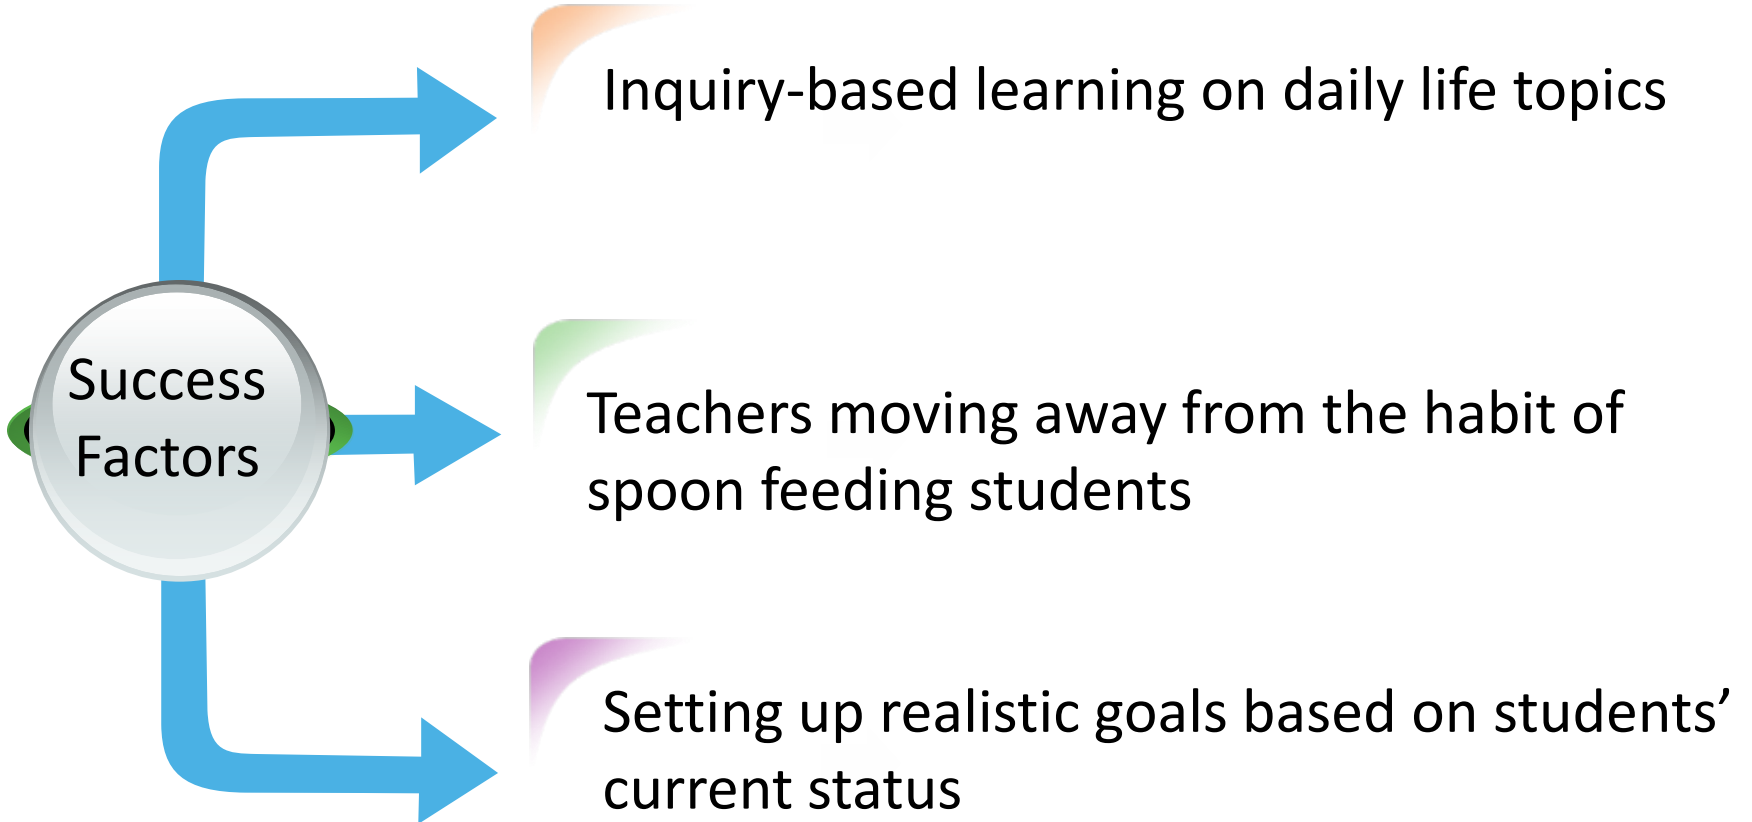 Inquiry-based learning on daily life topics
Success
Factors
Teachers moving away from the habit of
spoon feeding students
Setting up realistic goals based on students’
current status